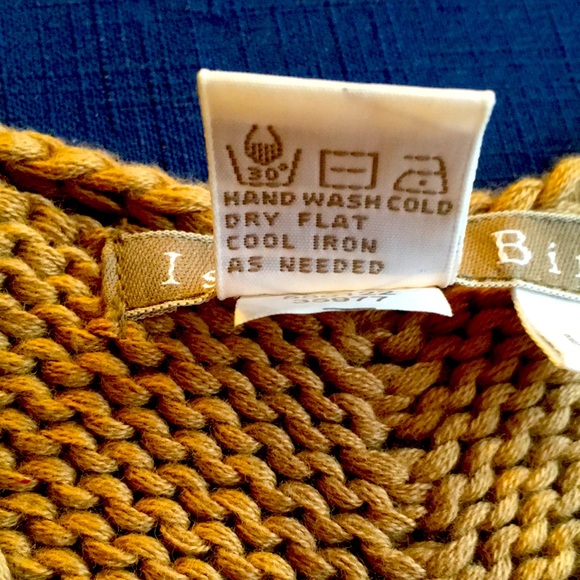 30°
HAND WASH COLD
DRY FLAT
COOL IRON
AS NEEDED